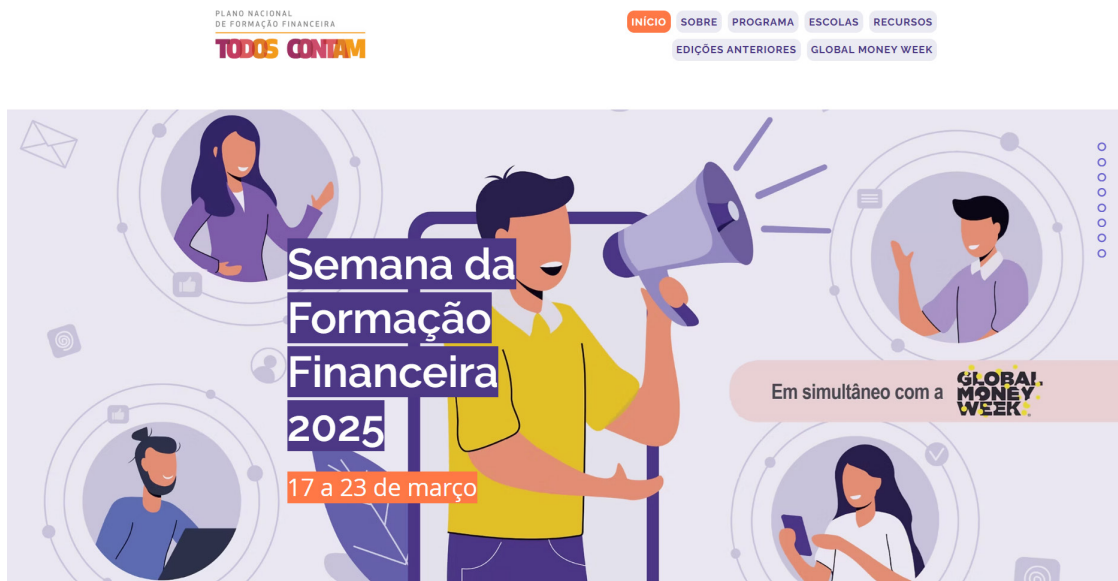 PLANO NACIONAL
DE FORMAÇÃO FINANCEIRA
TODOS CONTAM
INÍCIO SOBRE PROGRAMA ESCOLAS RECURSOS
EDIÇÕES ANTERIORES GLOBAL MONEY WEEK
Semana da
Formação
Financeira
2025
17 a 23 de março
Em simultâneo com a
GLOBAL
MONEY
WEEK